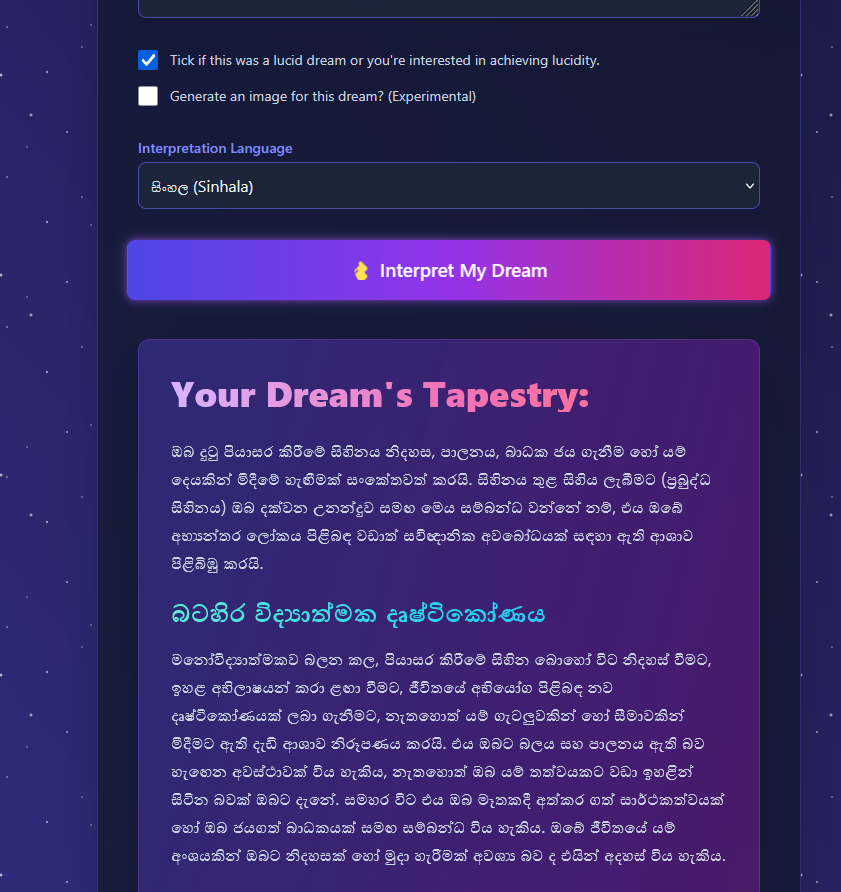 Tick if this was a lucid dream or you're interested in achieving lucidity.
Generate an image for this dream? (Experimental)
Interpretation Language
සිංහල (Sinhala)
Interpret My Dream
Your Dream's Tapestry:
ඔබ දුටු පියාසර කිරීමේ සිහිනය නිදහස, පාලනය, බාධක ජය ගැනීම හෝ යම්
දෙයකින් මිදීමේ හැඟීමක් සංකේතවත් කරයි. සිහිනය තුළ සිහිය ලැබීමට (ප්‍රබුද්ධ
සිහිනය) ඔබ දක්වන උනන්දුව සමඟ මෙය සම්බන්ධ වන්නේ නම්, එය ඔබේ
අභ්‍යන්තර ලෝකය පිළිබඳ වඩාත් සවිඥානික අවබෝධයක් සඳහා ඇති ආශාව
පිළිබිඹු කරයි.
බටහිර විද්‍යාත්මක දෘෂ්ටිකෝණය
මනෝවිද්‍යාත්මකව බලන කල, පියාසර කිරීමේ සිහින බොහෝ විට නිදහස් වීමට,
ඉහළ අභිලාෂයන් කරා ළඟා වීමට, ජීවිතයේ අභියෝග පිළිබඳ නව
දෘෂ්ටිකෝණයක් ලබා ගැනීමට, නැතහොත් යම් ගැටලුවකින් හෝ සීමාවකින්
මිදීමට ඇති දැඩි ආශාව නිරූපණය කරයි. එය ඔබට බලය සහ පාලනය ඇති බව
හැඟෙන අවස්ථාවක් විය හැකිය, නැතහොත් ඔබ යම් තත්වයකට වඩා ඉහළින්
සිටින බවක් ඔබට දැනේ. සමහර විට එය ඔබ මෑතකදී අත්කර ගත් සාර්ථකත්වයක්
හෝ ඔබ ජයගත් බාධකයක් සමඟ සම්බන්ධ විය හැකිය. ඔබේ ජීවිතයේ යම්
අංශයකින් ඔබට නිදහසක් හෝ මුදා හැරීමක් අවශ්‍ය බව ද එයින් අදහස් විය හැකිය.